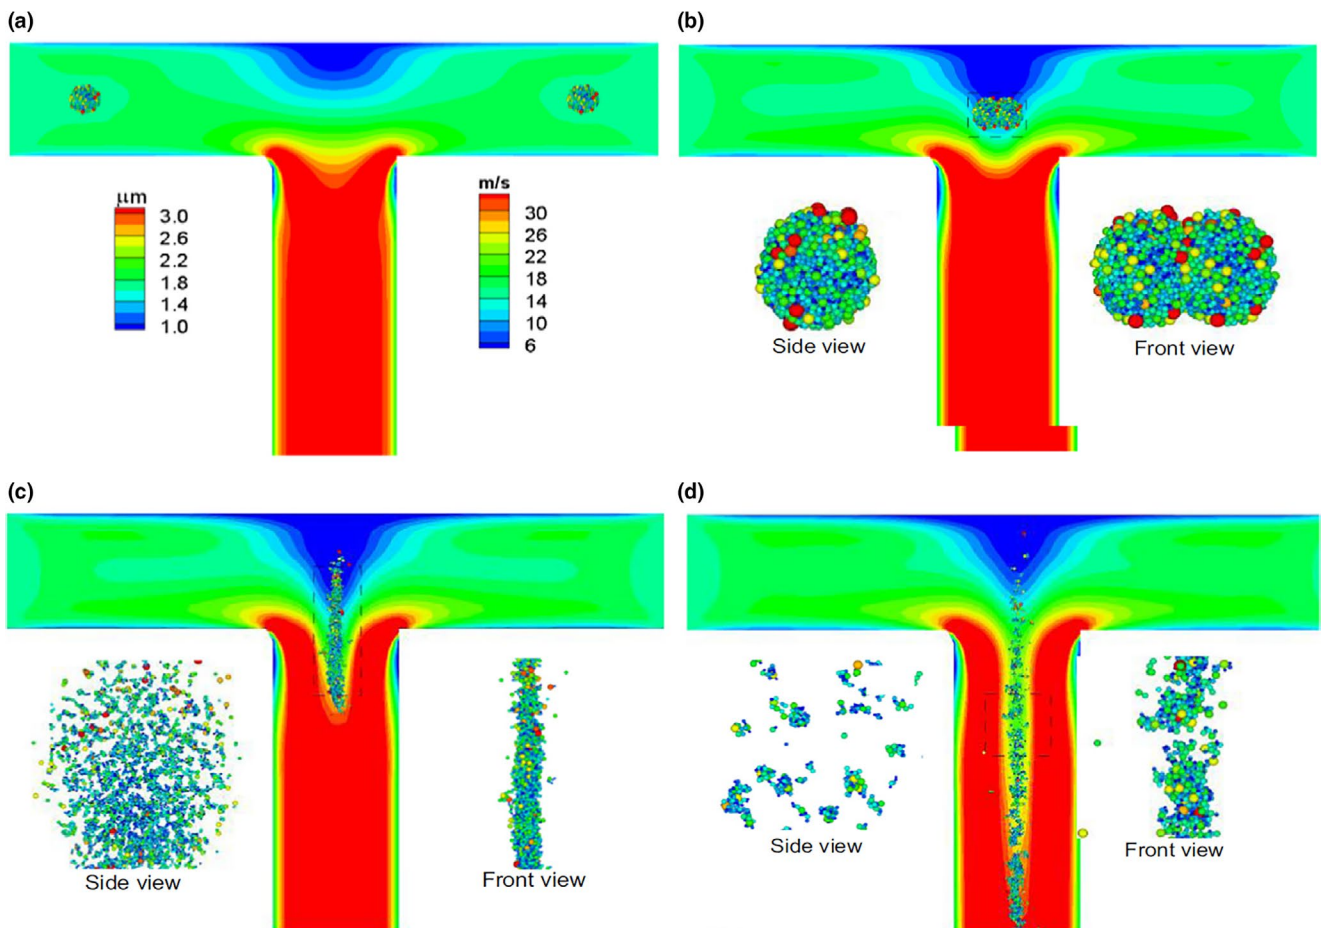 (a)
(b)
μm
3.0
2.6
2.2
1.8
1.4
1.0
m/s
30
26
22
18
14
10
6
Side view
Front view
(c)
(d)
Side view
Front view
Side view
Front view